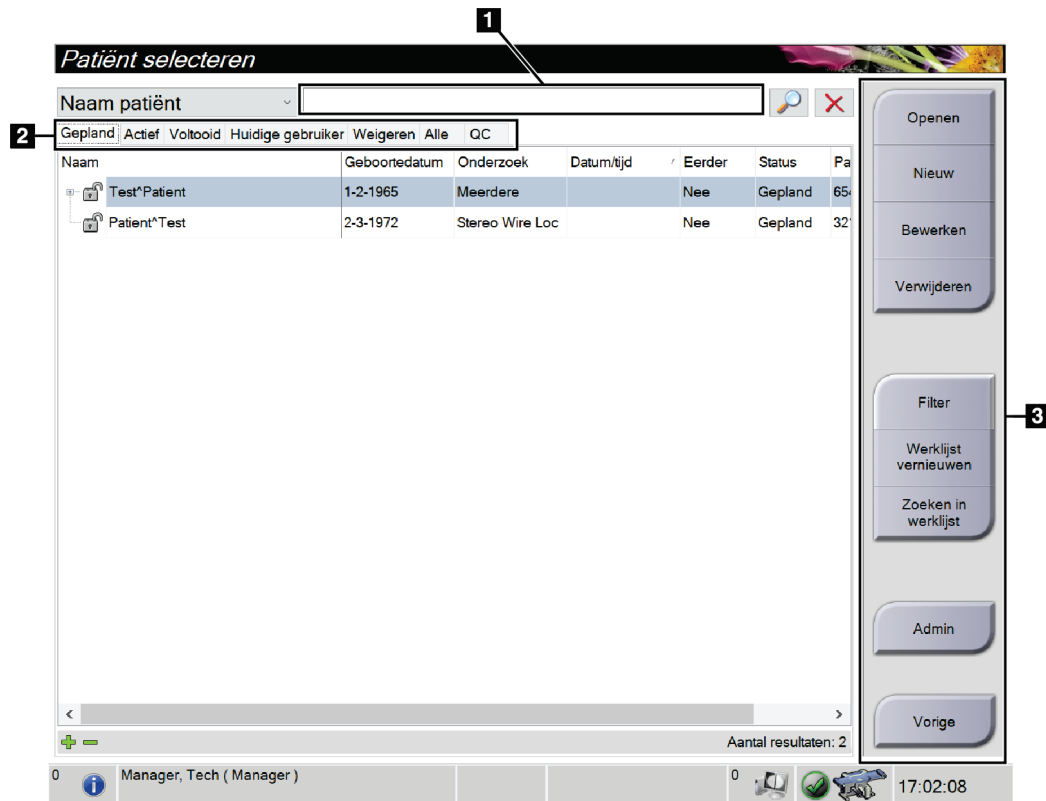 1
Patiënt selecteren
Naam patiënt
2
Gepland Actief Voltooid Huidige gebruiker Weigeren Alle QC
Naam Geboortedatum Onderzoek Datum/tijd Eerder Status Pa
Test^Patient 1-2-1965 Meerdere Nee Gepland 654
Patient^Test 2-3-1972 Stereo Wire Loc Nee Gepland 321
Openen
Nieuw
Bewerken
Verwijderen
Filter
3
Werklijst
vernieuwen
Zoeken in
werklijst
Admin
Vorige
Aantal resultaten: 2
0 Manager, Tech ( Manager ) 0 17:02:08